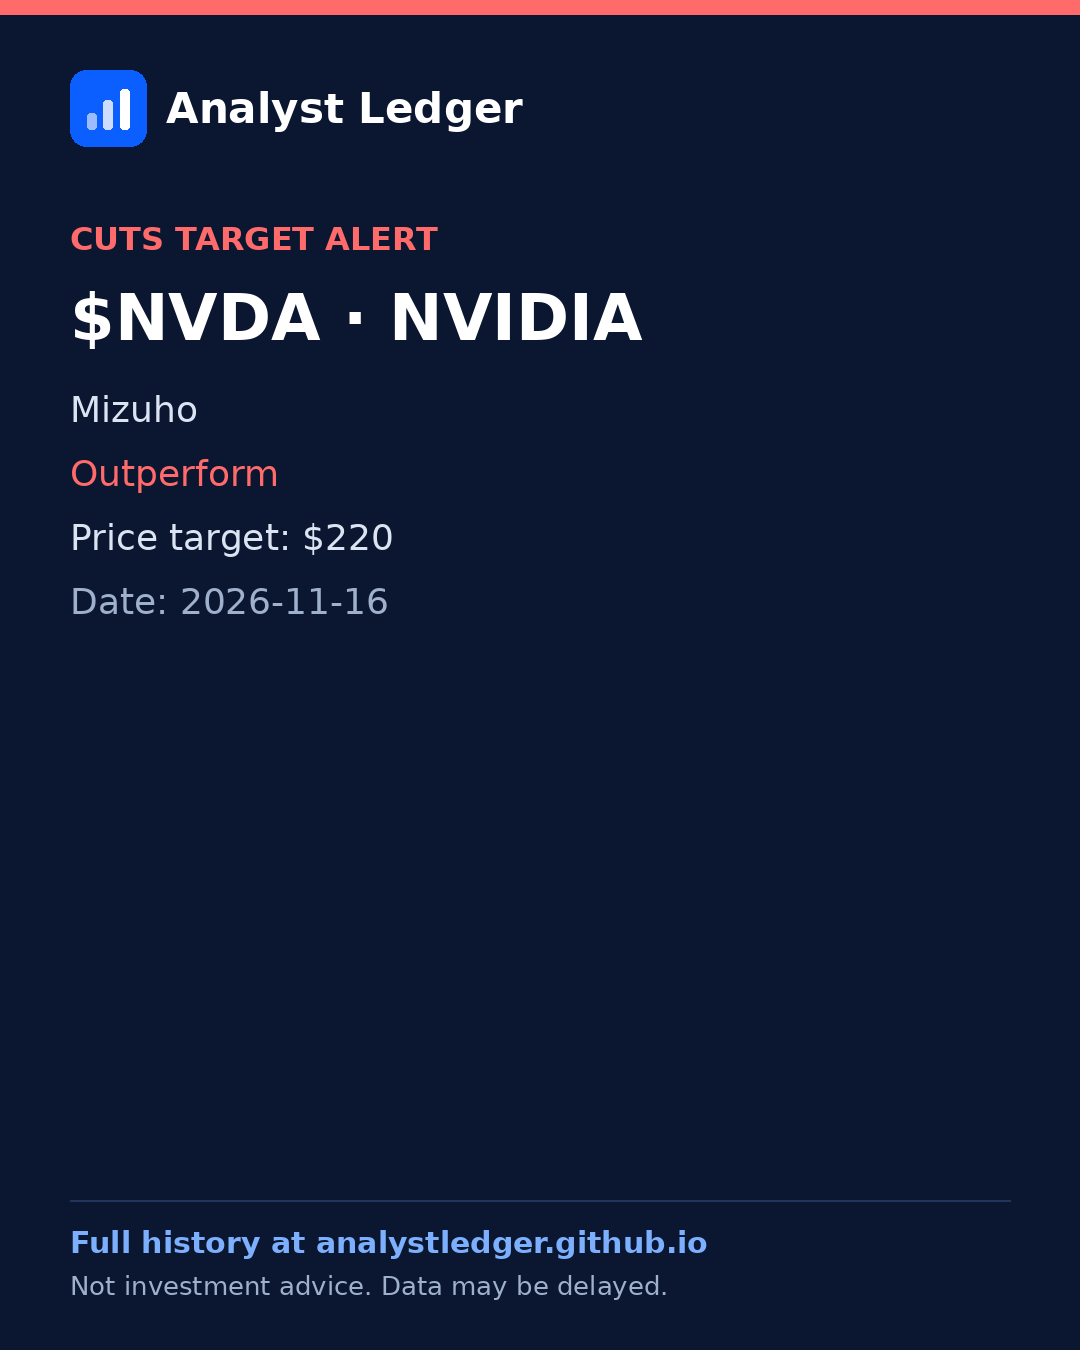 Analyst Ledger
CUTS TARGET ALERT
$NVDA · NVIDIA
Mizuho
Outperform
Price target: $220
Date: 2026-11-16
Full history at analystledger.github.io
Not investment advice. Data may be delayed.